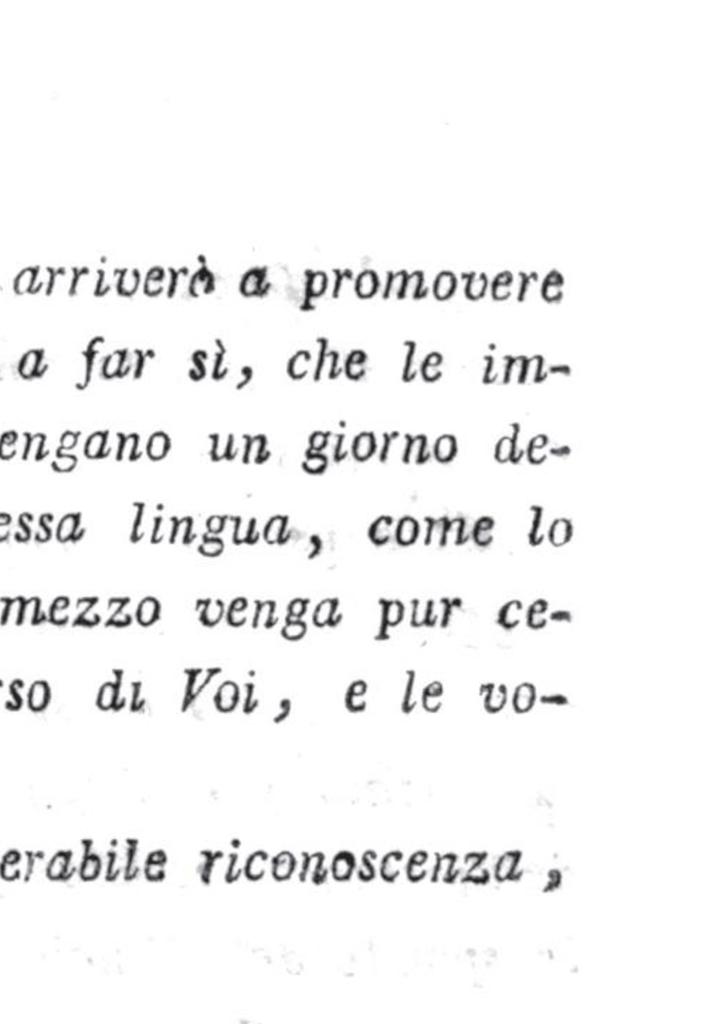 arriverò a promovere
a far sì, che le im-
engano un giorno de-
essa lingua, come lo
mezzo venga pur ce-
so di Voi, e le vo-
erabile riconoscenza,